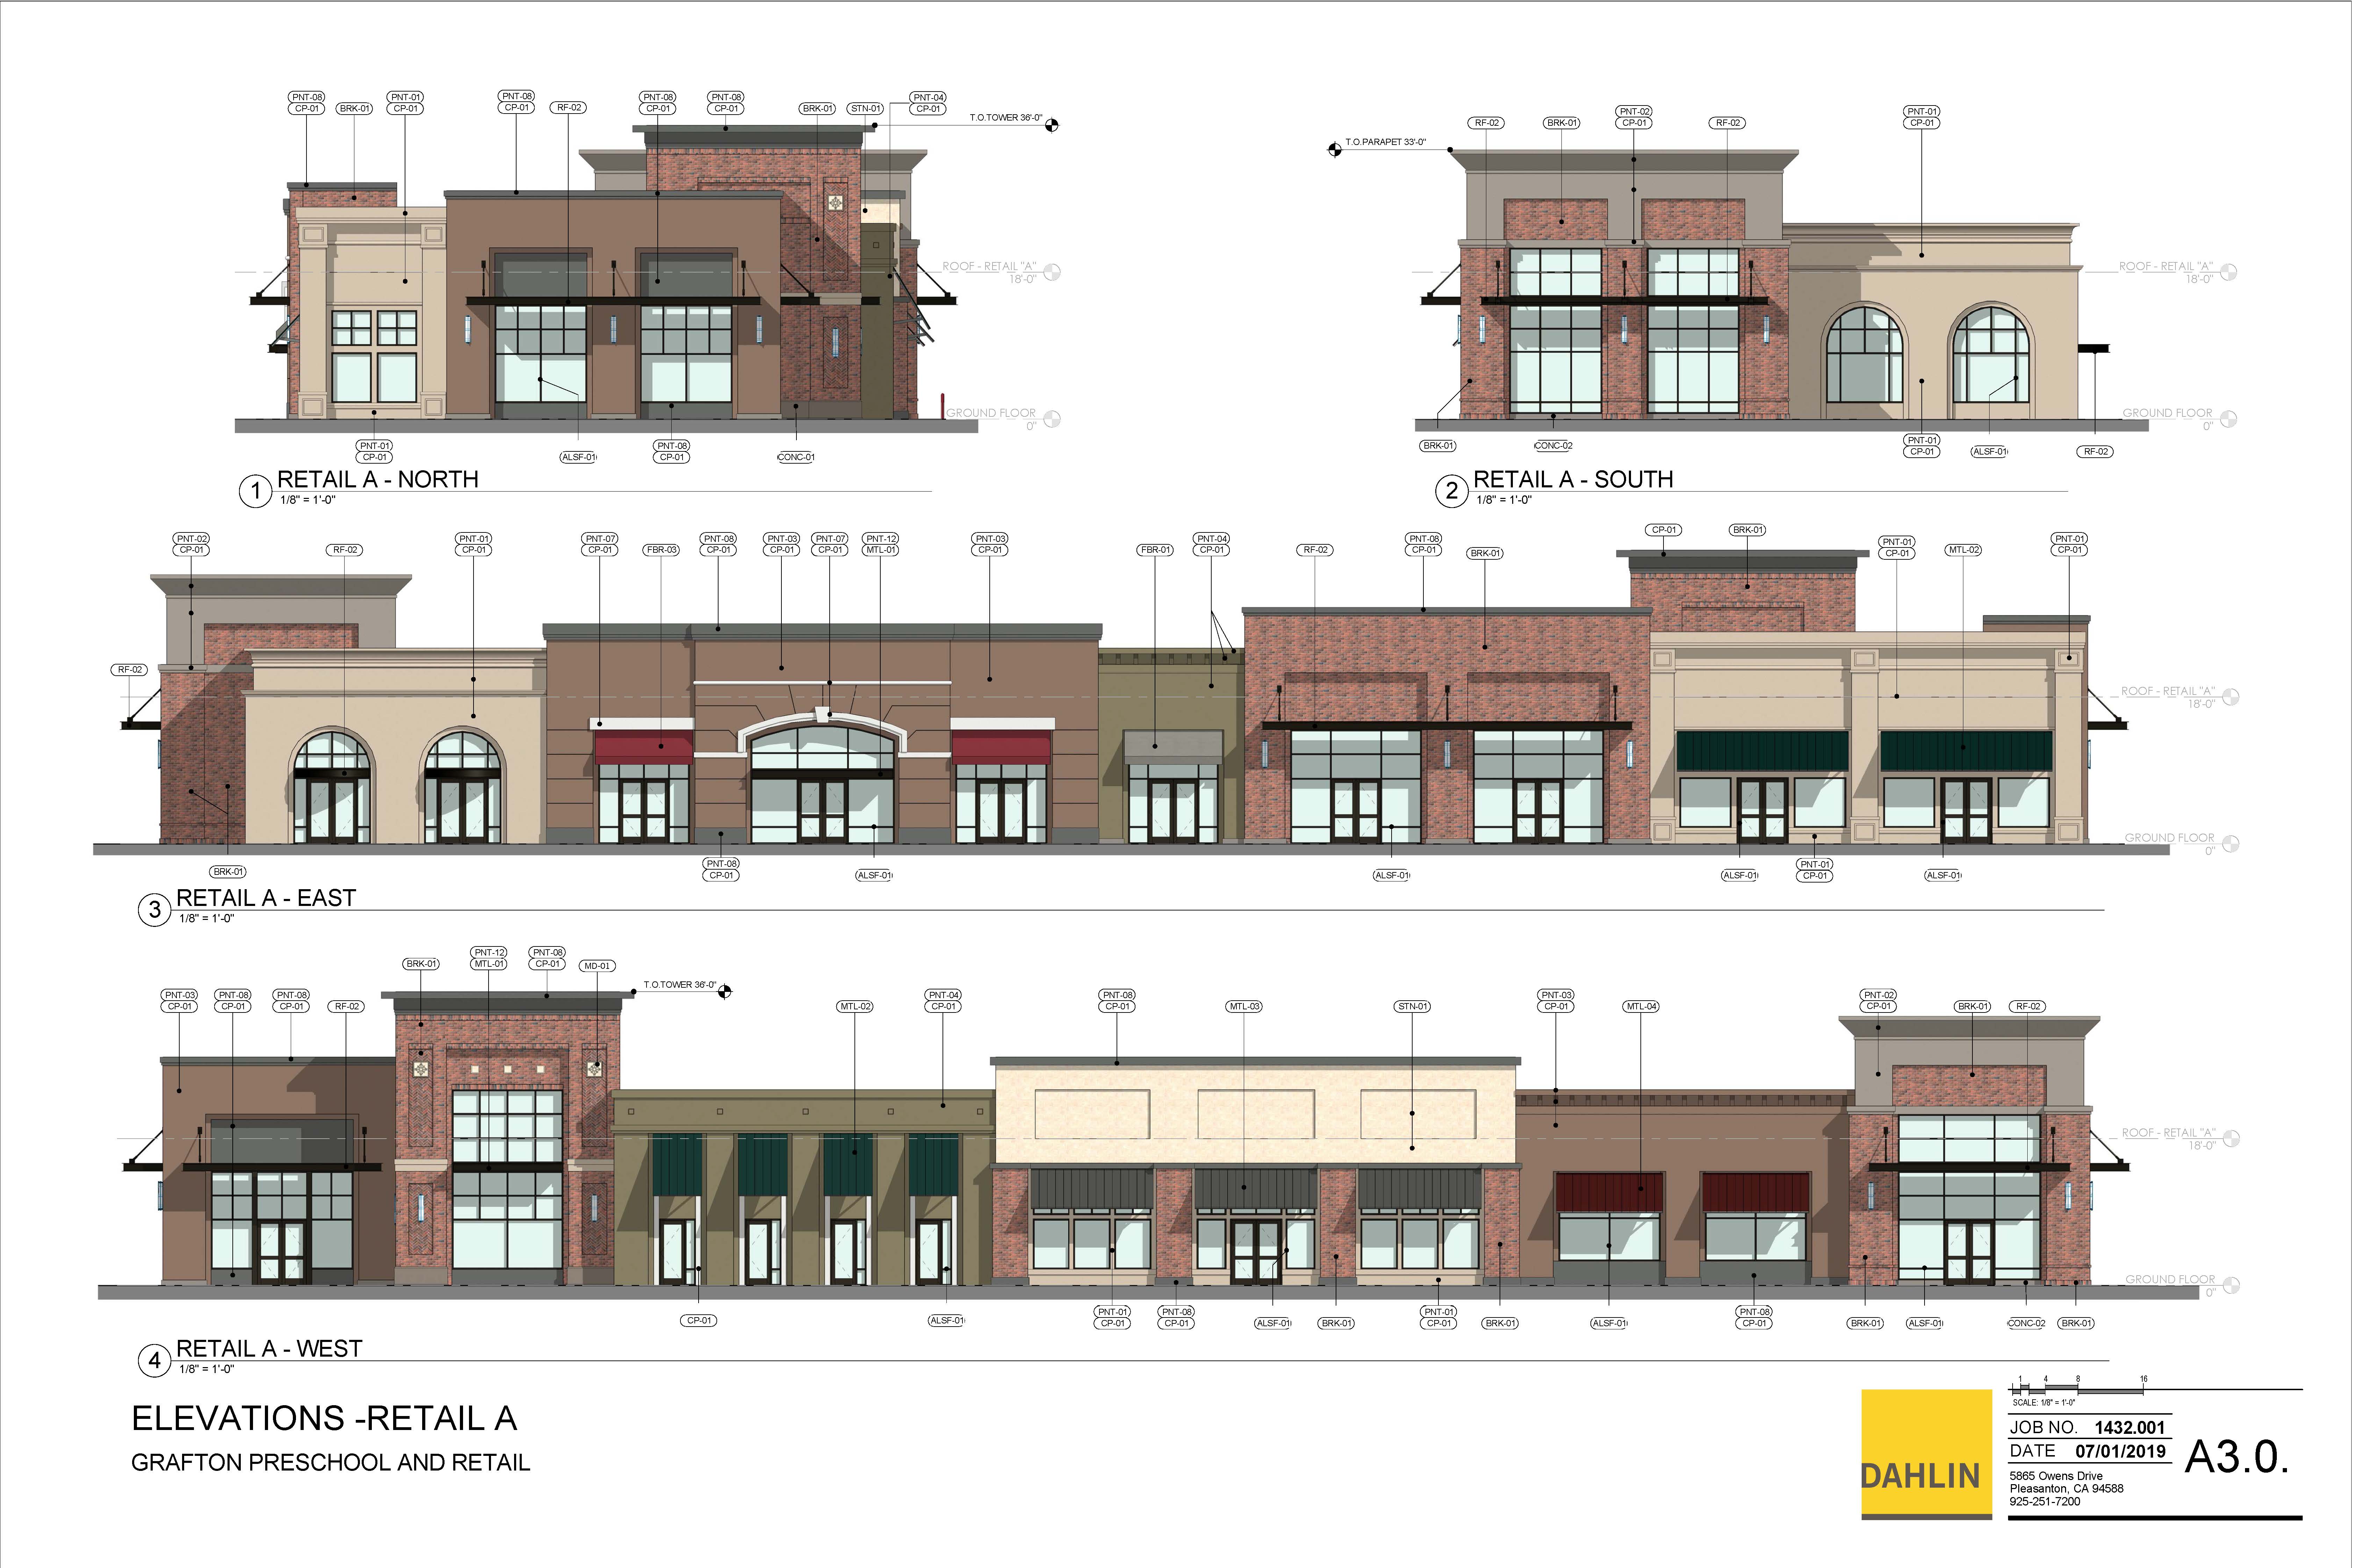 PNT-08 PNT-01 PNT-08 PNT-08 PNT-08 PNT-04
CP-01 BRK-01 CP-01 CP-01 RF-02 CP-01 CP-01 BRK-01 STN-01 CP-01
T.O.TOWER 36'-0"
ROOF - RETAIL "A"
18'-0"
GROUND FLOOR
0"
PNT-01 PNT-08
CP-01 ALSF-01 CP-01 CONC-01
1 RETAIL A - NORTH
1/8" = 1'-0"
PNT-02 PNT-01
RF-02 BRK-01 CP-01 RF-02 CP-01
T.O.PARAPET 33'-0"
ROOF - RETAIL "A"
18'-0"
GROUND FLOOR
0"
PNT-01
BRK-01 CONC-02 CP-01 ALSF-01 RF-02
2 RETAIL A - SOUTH
1/8" = 1'-0"
CP-01 BRK-01
PNT-02 PNT-01 PNT-07 PNT-08 PNT-03 PNT-07 PNT-12 PNT-03 PNT-04 PNT-08 PNT-01 PNT-01
CP-01 RF-02 CP-01 CP-01 FBR-03 CP-01 CP-01 CP-01 MTL-01 CP-01 FBR-01 CP-01 RF-02 CP-01 BRK-01 CP-01 MTL-02 CP-01
RF-02
ROOF - RETAIL "A"
18'-0"
GROUND FLOOR
0"
PNT-08 PNT-01
BRK-01 CP-01 ALSF-01 ALSF-01 ALSF-01 CP-01 ALSF-01
3 RETAIL A - EAST
1/8" = 1'-0"
PNT-12 PNT-08
BRK-01 MTL-01 CP-01 MD-01
T.O.TOWER 36'-0"
PNT-03 PNT-08 PNT-08 PNT-04 PNT-08 PNT-03 PNT-02
CP-01 CP-01 CP-01 RF-02 MTL-02 CP-01 CP-01 MTL-03 STN-01 CP-01 MTL-04 CP-01 BRK-01 RF-02
ROOF - RETAIL "A"
18'-0"
GROUND FLOOR
0"
PNT-01 PNT-08 PNT-01 PNT-08
CP-01 ALSF-01 CP-01 CP-01 ALSF-01 BRK-01 CP-01 BRK-01 ALSF-01 CP-01 BRK-01 ALSF-01 CONC-02 BRK-01
4 RETAIL A - WEST
1/8" = 1'-0"
ELEVATIONS -RETAIL A
GRAFTON PRESCHOOL AND RETAIL
DAHLIN
1 4 8 16
SCALE: 1/8" = 1'-0"
JOB NO. 1432.001
DATE 07/01/2019
A3.0.
5865 Owens Drive
Pleasanton, CA 94588
925-251-7200